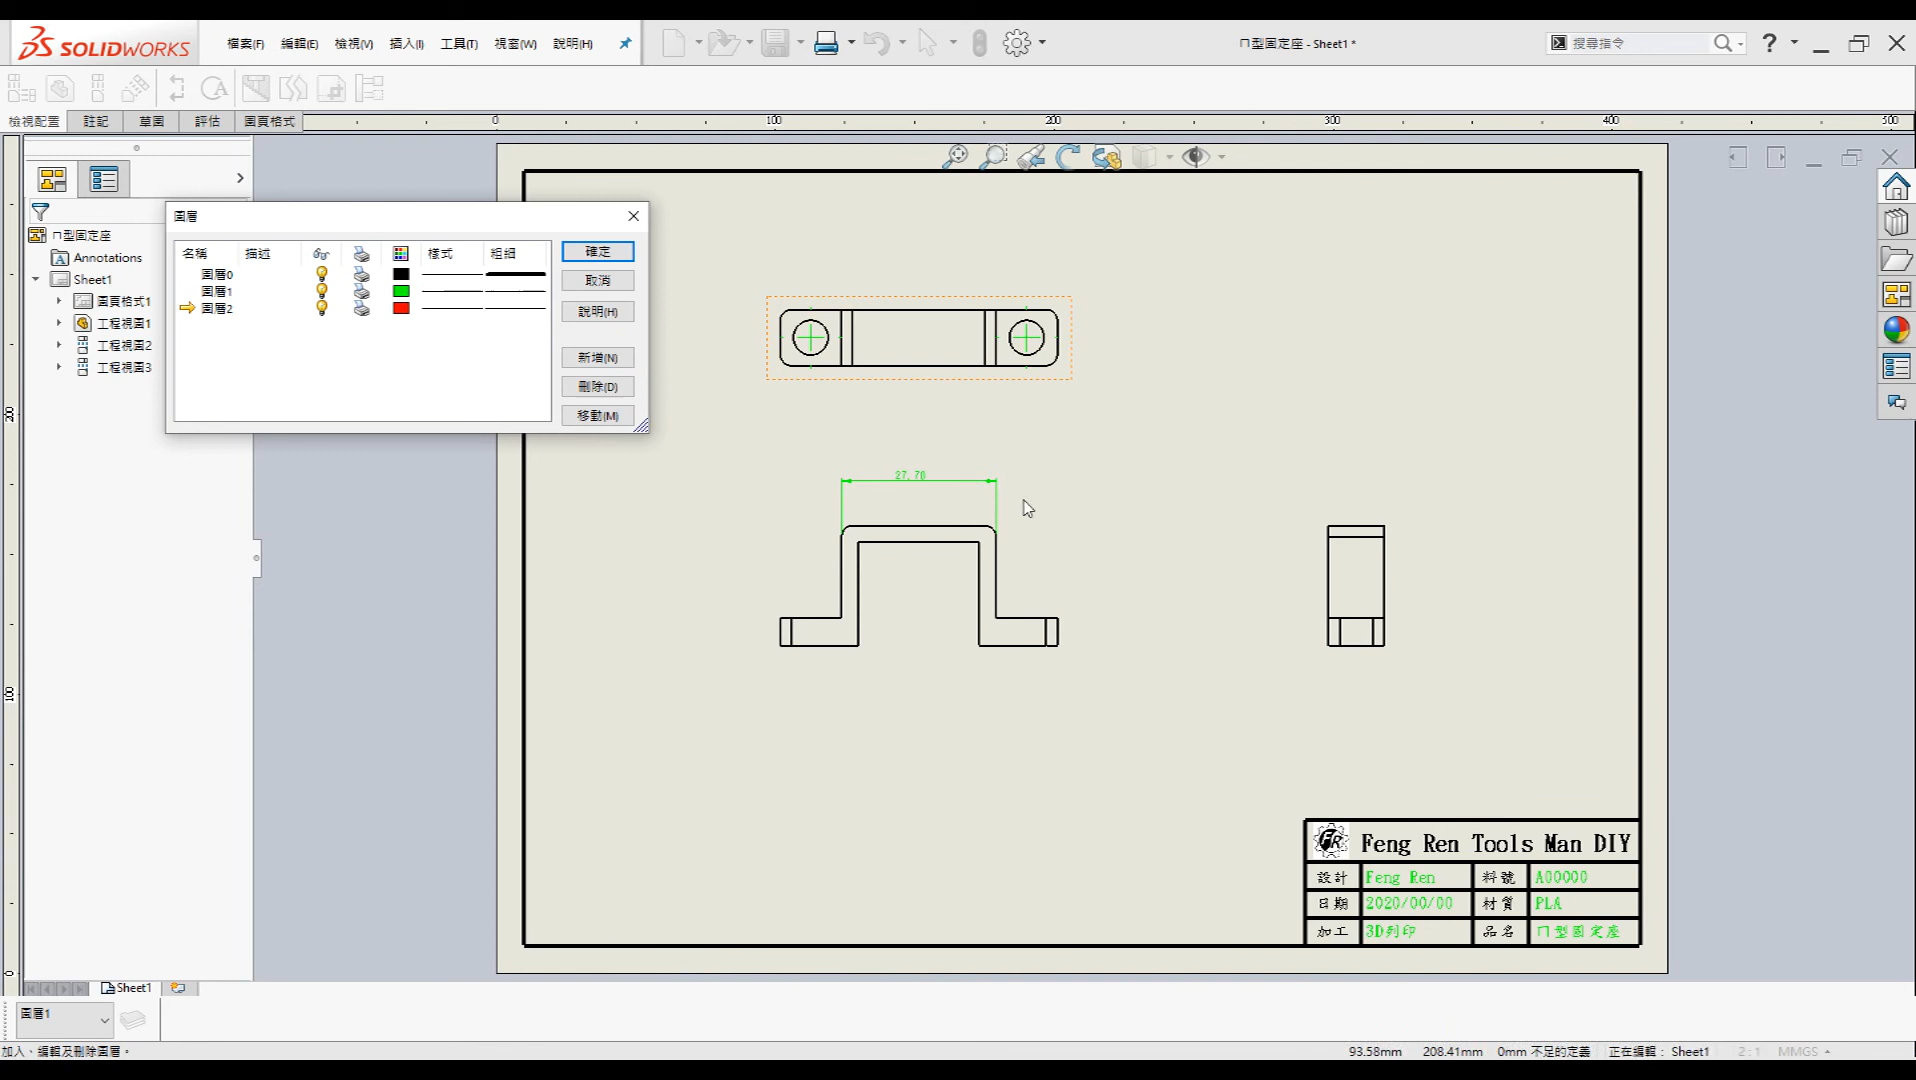 SOLIDWORKS
檔案(F) 編輯(E) 檢視(V) 插入(I) 工具(T) 視窗(W) 說明(H)
ㄇ型固定座 - Sheet1 *
搜尋指令
檢視配置 註記 草圖 評估 圖頁格式
0 100 200 300 400 500
ㄇ型固定座
Annotations
Sheet1
圖頁格式1
工程視圖1
工程視圖2
工程視圖3
圖層
名稱 描述 樣式 粗細
圖層0
圖層1
圖層2
確定
取消
說明(H)
新增(N)
刪除(D)
移動(M)
200
100
0
27,70
FR Feng Ren Tools Man DIY
設計 Feng Ren 料號 A00000
日期 2020/00/00 材質 PLA
加工 3D列印 品名 ㄇ型固定座
Sheet1
圖層1
加入、編輯及刪除圖層。
93.58mm 208.41mm 0mm 不足的定義 正在編輯: Sheet1 2:1 MMGS